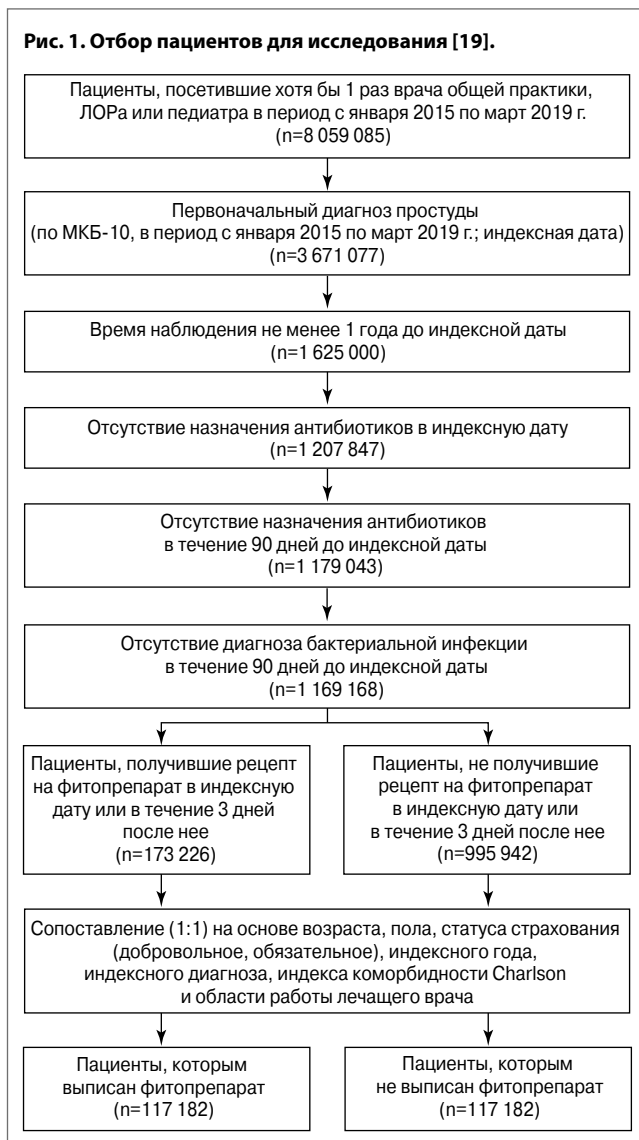 Рис. 1. Отбор пациентов для исследования [19].
Пациенты, посетившие хотя бы 1 раз врача общей практики,
ЛОРа или педиатра в период с января 2015 по март 2019 г.
(n=8 059 085)
Первоначальный диагноз простуды
(по МКБ-10, в период с января 2015 по март 2019 г.; индексная дата)
(n=3 671 077)
Время наблюдения не менее 1 года до индексной даты
(n=1 625 000)
Отсутствие назначения антибиотиков в индексную дату
(n=1 207 847)
Отсутствие назначения антибиотиков
в течение 90 дней до индексной даты
(n=1 179 043)
Отсутствие диагноза бактериальной инфекции
в течение 90 дней до индексной даты
(n=1 169 168)
Пациенты, получившие рецепт
на фитопрепарат в индексную
дату или в течение 3 дней
после нее
(n=173 226)
Пациенты, не получившие
рецепт на фитопрепарат
в индексную дату или
в течение 3 дней после нее
(n=995 942)
Сопоставление (1:1) на основе возраста, пола, статуса страхования
(добровольное, обязательное), индексного года,
индексного диагноза, индекса коморбидности Charlson
и области работы лечащего врача
Пациенты, которым
выписан фитопрепарат
(n=117 182)
Пациенты, которым
не выписан фитопрепарат
(n=117 182)